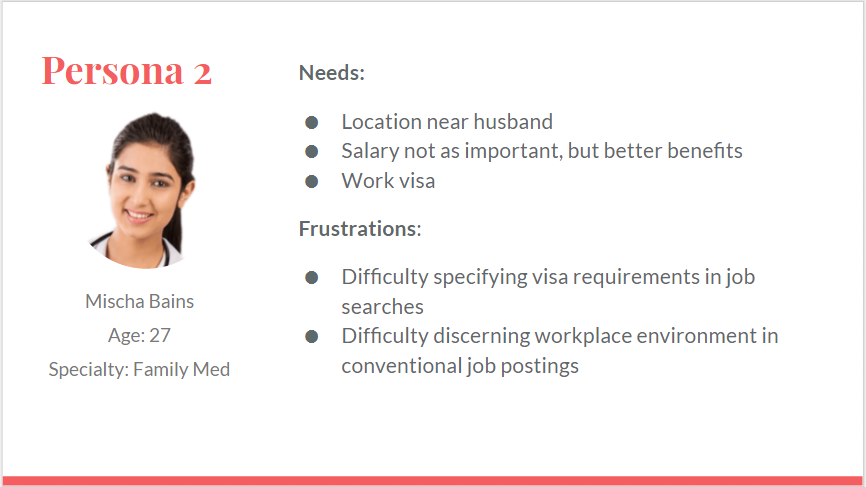 Persona 2
Mischa Bains
Age: 27
Specialty: Family Med
Needs:
● Location near husband
● Salary not as important, but better benefits
● Work visa
Frustrations:
● Difficulty specifying visa requirements in job
searches
● Difficulty discerning workplace environment in
conventional job postings